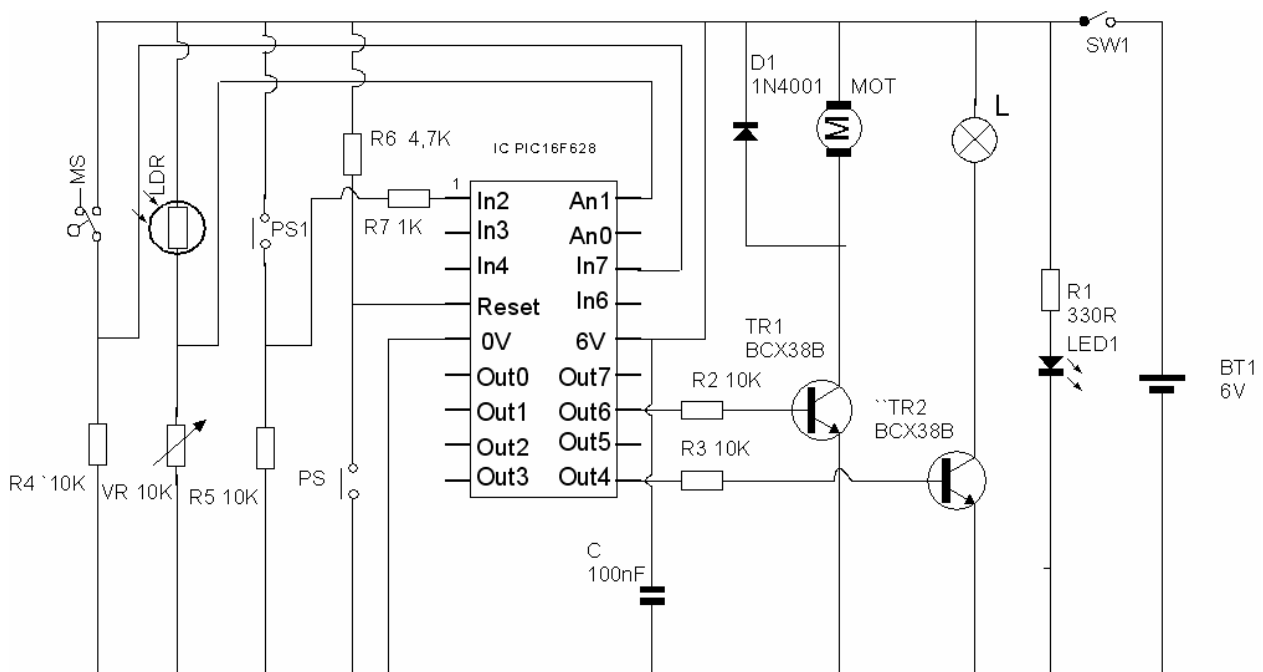 SW1
D1
1N4001
MOT
L
M
R6 4,7K
IC PIC16F628
MS
LDR
1
PS1
R7 1K
In2
An1
In3
An0
In4
In7
Reset
In6
0V
6V
Out0
Out7
Out1
Out6
Out2
Out5
Out3
Out4
TR1
BCX38B
R2 10K
``TR2
BCX38B
R3 10K
R1
330R
LED1
BT1
6V
R4 `10K
VR 10K
R5 10K
PS
C
100nF